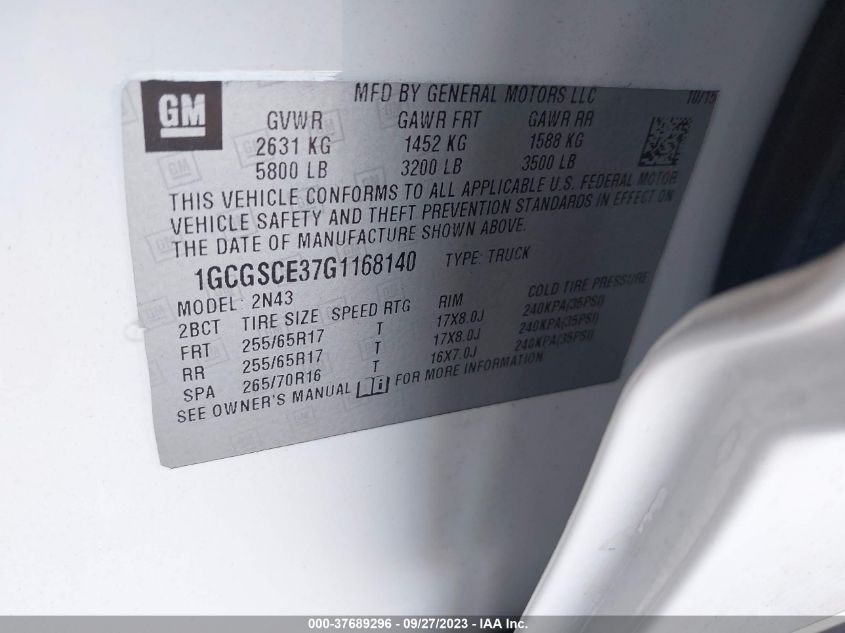 GM
MFD BY GENERAL MOTORS LLC 10/15
GVWR GAWR FRT GAWR RR
2631 KG 1452 KG 1588 KG
5800 LB 3200 LB 3500 LB
THIS VEHICLE CONFORMS TO ALL APPLICABLE U.S. FEDERAL MOTOR
VEHICLE SAFETY AND THEFT PREVENTION STANDARDS IN EFFECT ON
THE DATE OF MANUFACTURE SHOWN ABOVE.
1GCGSCE37G1168140 TYPE: TRUCK
MODEL: 2N43
2BCT TIRE SIZE SPEED RTG RIM COLD TIRE PRESSURE
FRT 255/65R17 T 17X8.0J 240KPA(35PSI)
RR 255/65R17 T 17X8.0J 240KPA(35PSI)
SPA 265/70R16 T 16X7.0J 240KPA(35PSI)
SEE OWNER'S MANUAL FOR MORE INFORMATION
000-37689296 - 09/27/2023 - IAA Inc.